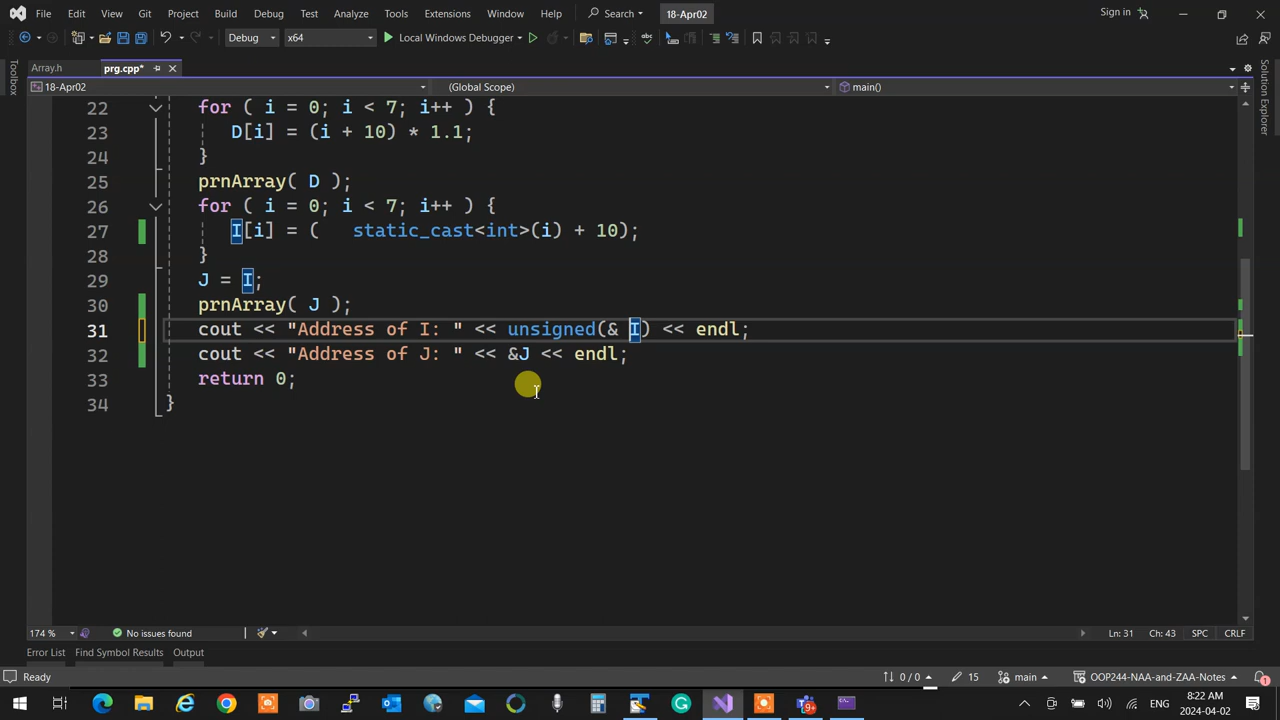 File Edit View Git Project Build Debug Test Analyze Tools Extensions Window Help Search 18-Apr02 Sign in
Debug x64 Local Windows Debugger
Array.h prg.cpp*
18-Apr02 (Global Scope) main()
Toolbox
Solution Explorer
22 for ( i = 0; i < 7; i++ ) {
23 D[i] = (i + 10) * 1.1;
24 }
25 prnArray( D );
26 for ( i = 0; i < 7; i++ ) {
27 I[i] = (   static_cast<int>(i) + 10);
28 }
29 J = I;
30 prnArray( J );
31 cout << "Address of I: " << unsigned(& I) << endl;
32 cout << "Address of J: " << &J << endl;
33 return 0;
34 }
174 % No issues found Ln: 31 Ch: 43 SPC CRLF
Error List Find Symbol Results Output
Ready 0 / 0 15 main OOP244-NAA-and-ZAA-Notes 1
9+ ENG 8:22 AM
2024-04-02